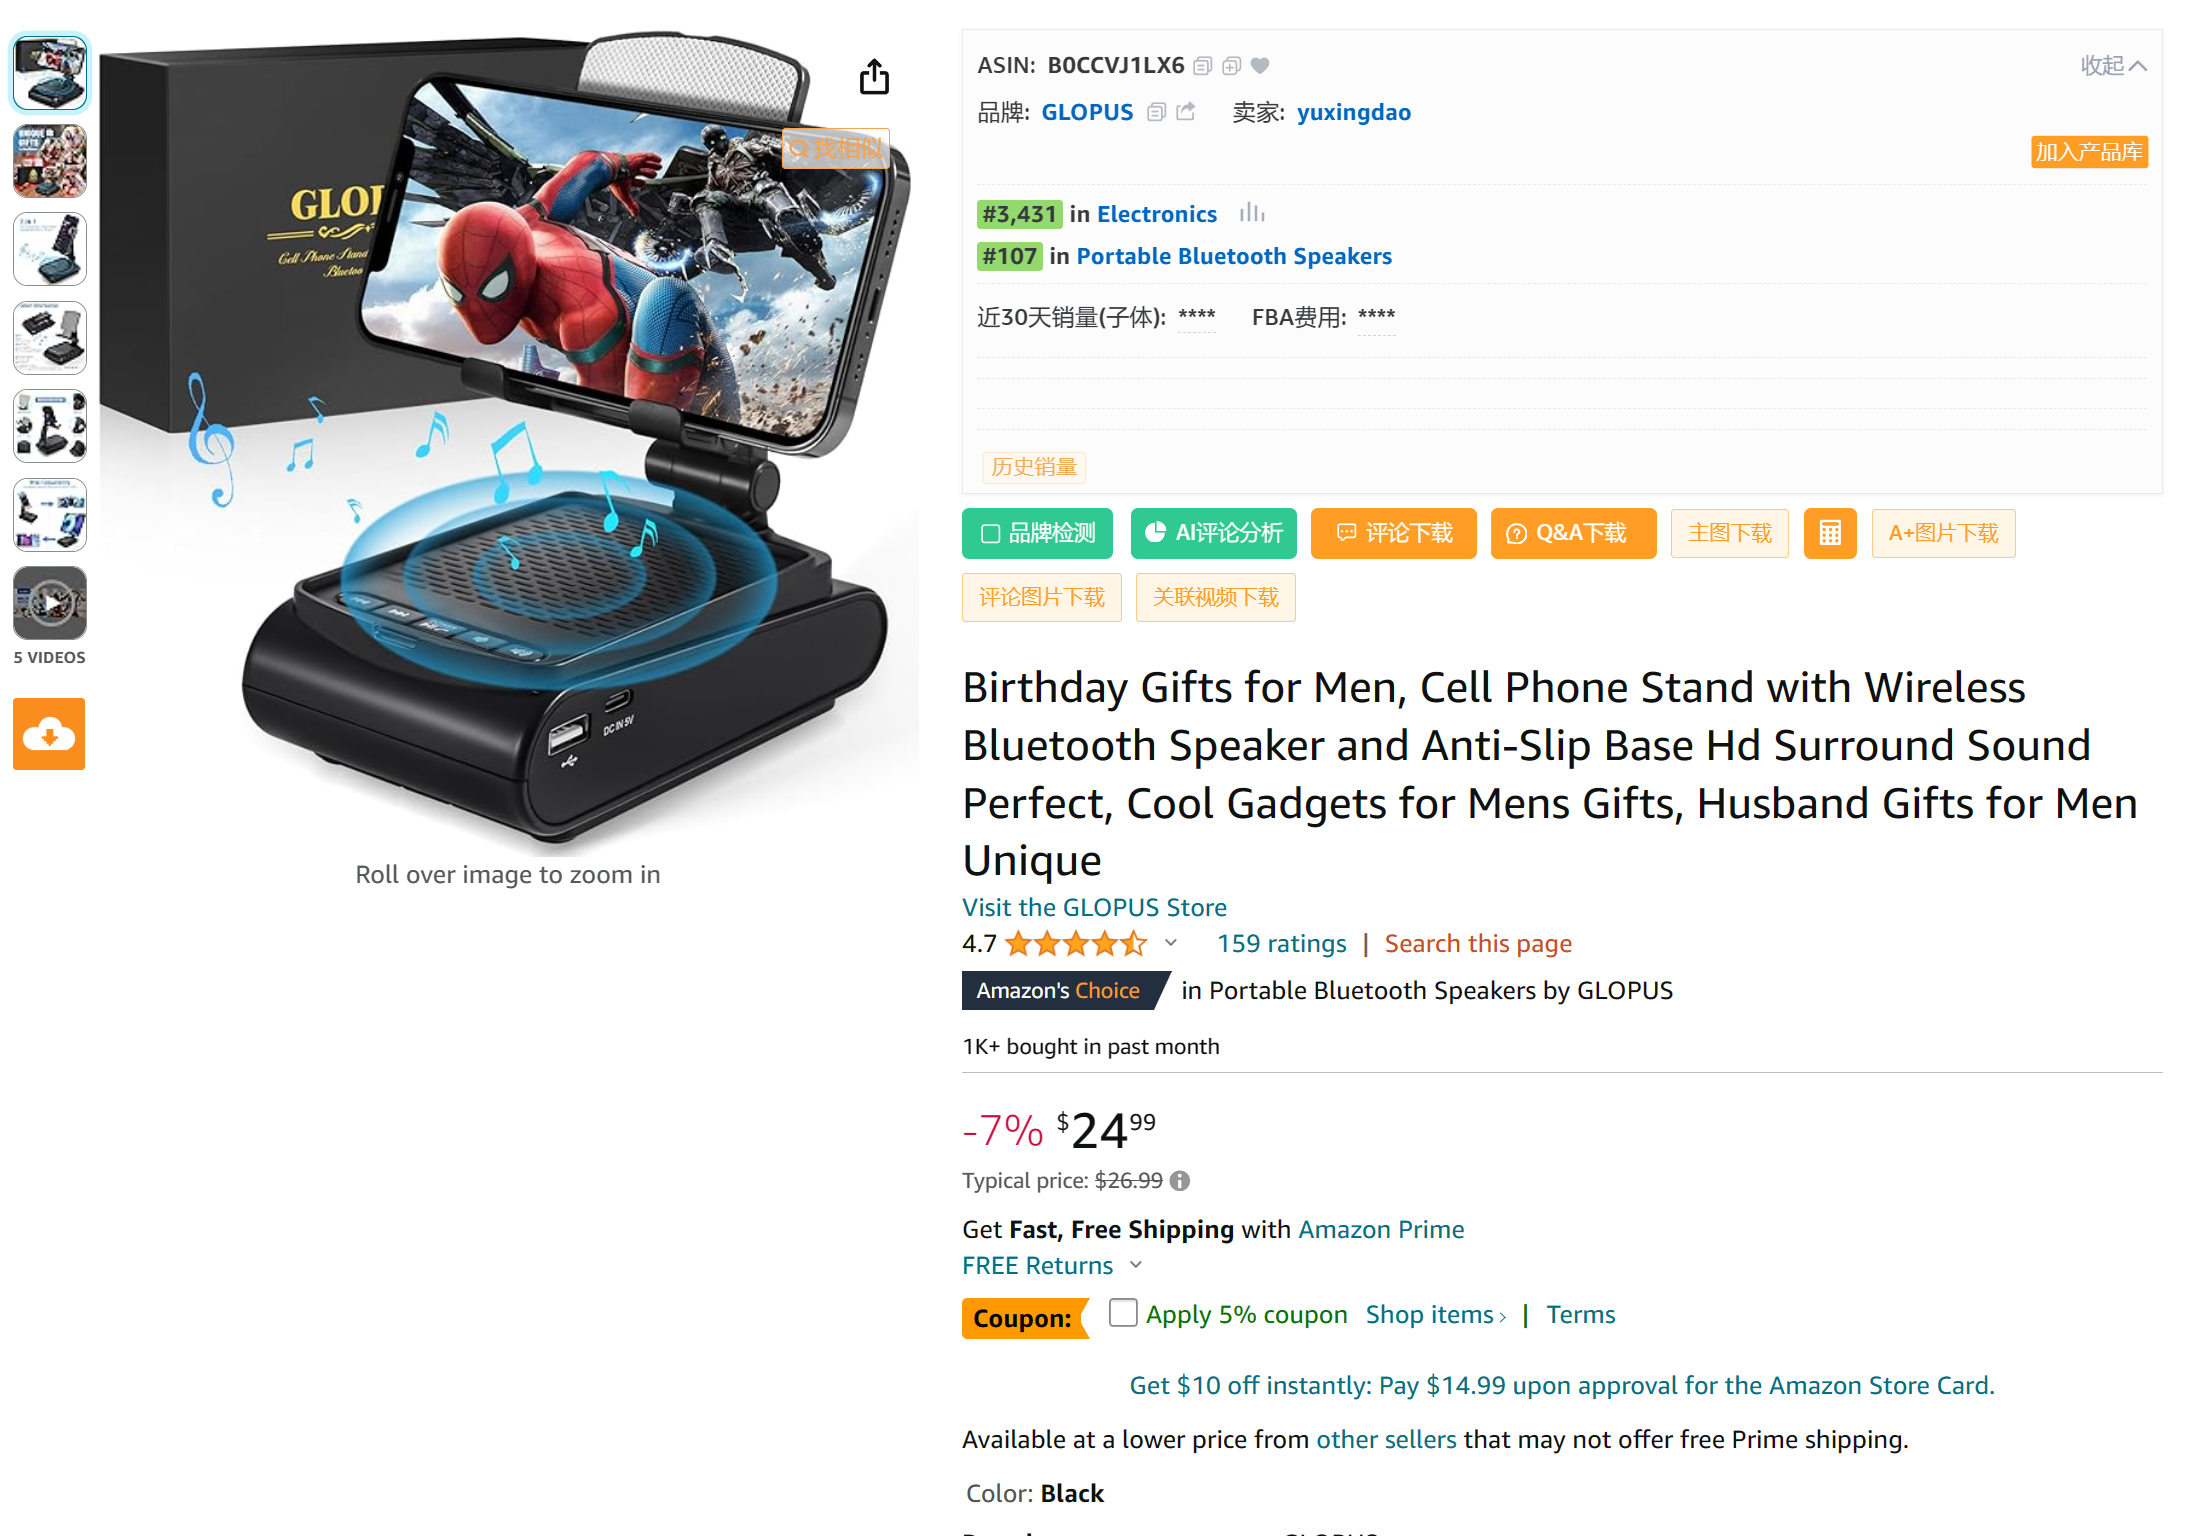 GLOP
Cell Phone Stand
Bluetoo
找相似
DC IN 5V
5 VIDEOS
Roll over image to zoom in
ASIN: B0CCVJ1LX6
收起
品牌: GLOPUS 卖家: yuxingdao
加入产品库
#3,431 in Electronics
#107 in Portable Bluetooth Speakers
近30天销量(子体): **** FBA费用: ****
历史销量
品牌检测 AI评论分析 评论下载 Q&A下载 主图下载 A+图片下载
评论图片下载 关联视频下载
Birthday Gifts for Men, Cell Phone Stand with Wireless
Bluetooth Speaker and Anti-Slip Base Hd Surround Sound
Perfect, Cool Gadgets for Mens Gifts, Husband Gifts for Men
Unique
Visit the GLOPUS Store
4.7 159 ratings | Search this page
Amazon's Choice in Portable Bluetooth Speakers by GLOPUS
1K+ bought in past month
-7% $24.99
Typical price: $26.99
Get Fast, Free Shipping with Amazon Prime
FREE Returns
Coupon: Apply 5% coupon Shop items › | Terms
Get $10 off instantly: Pay $14.99 upon approval for the Amazon Store Card.
Available at a lower price from other sellers that may not offer free Prime shipping.
Color: Black